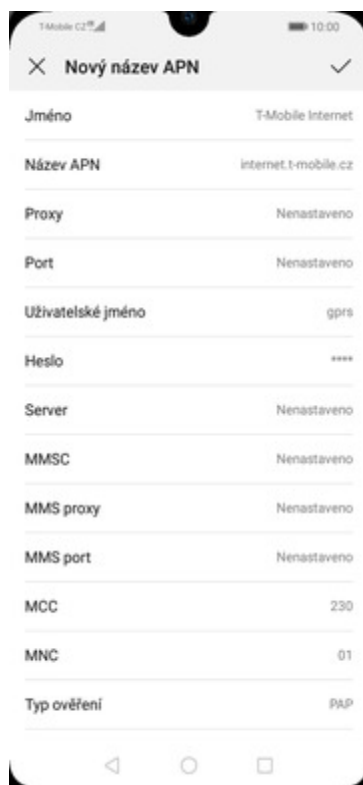 T-Mobile CZ 10:00
Nový název APN
Jméno T-Mobile Internet
Název APN internet.t-mobile.cz
Proxy Nenastaveno
Port Nenastaveno
Uživatelské jméno gprs
Heslo ****
Server Nenastaveno
MMSC Nenastaveno
MMS proxy Nenastaveno
MMS port Nenastaveno
MCC 230
MNC 01
Typ ověření PAP